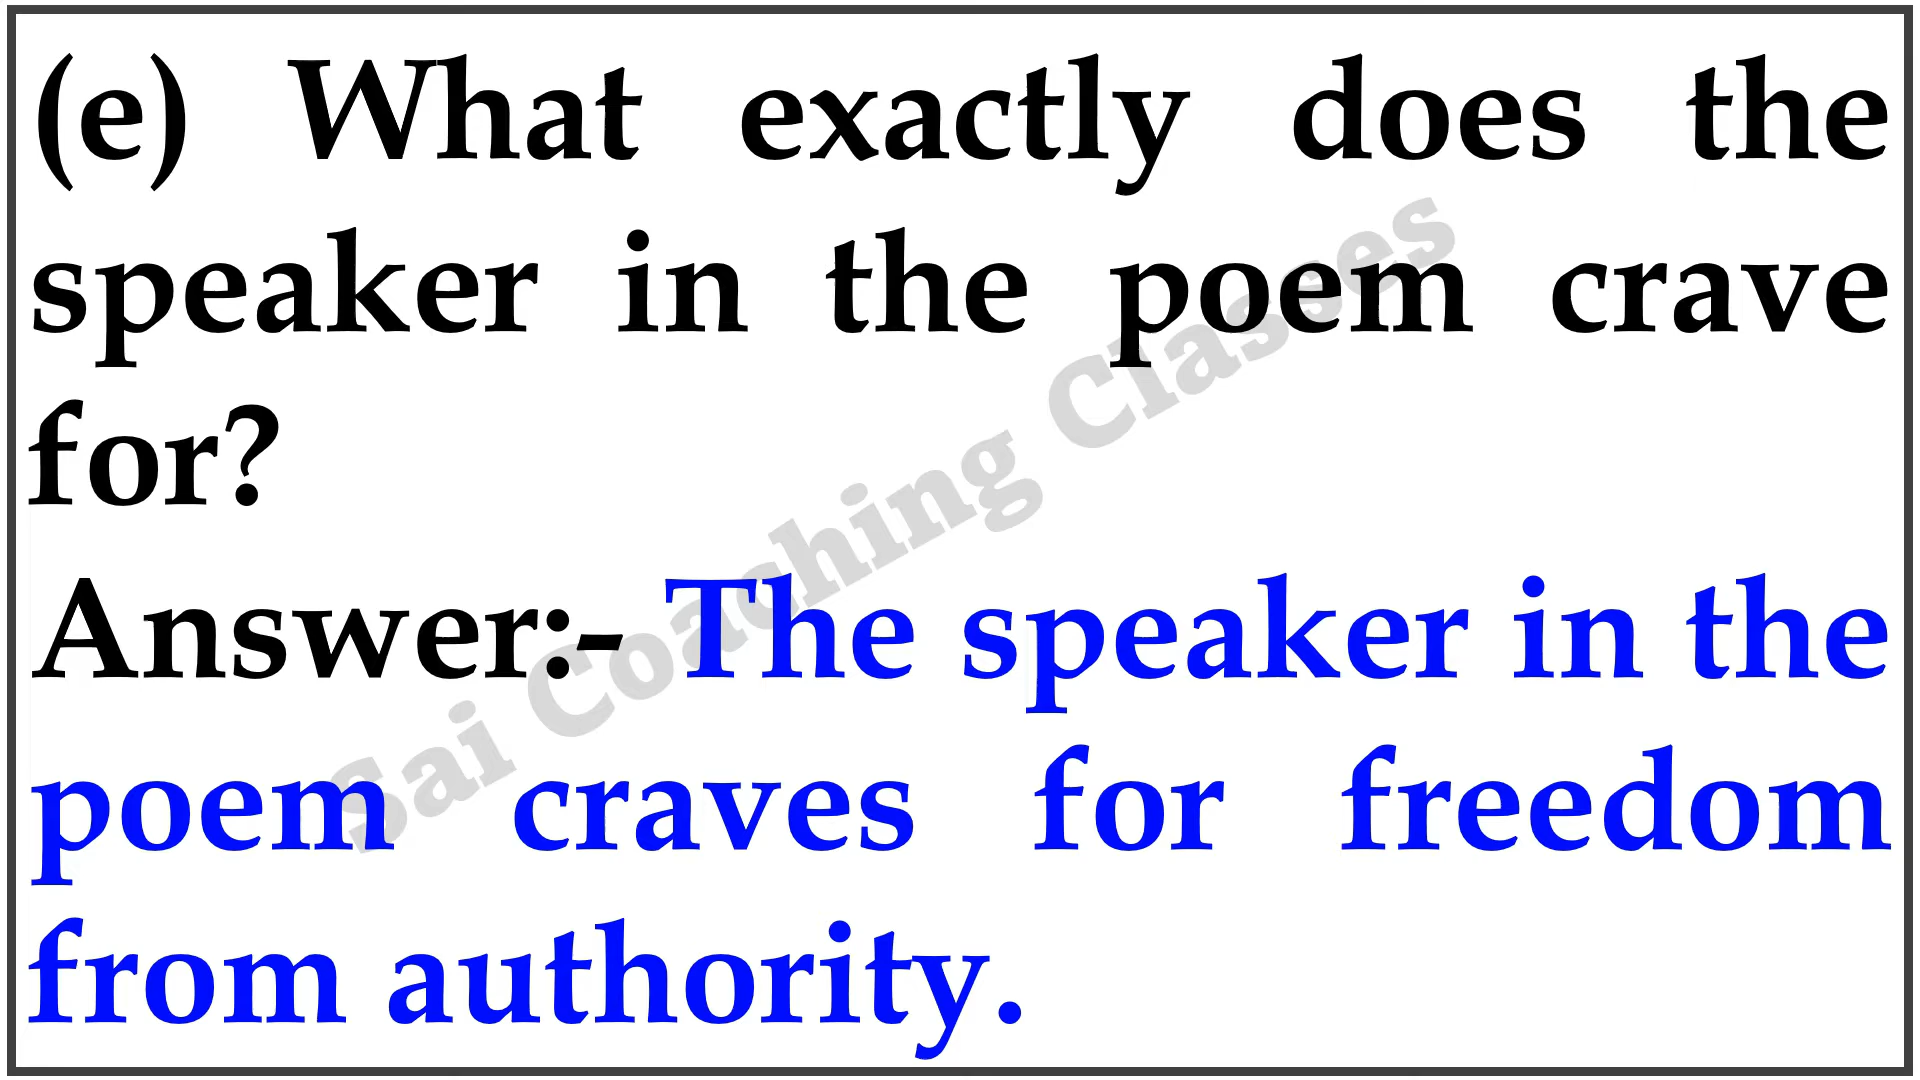 (e) What exactly does the
speaker in the poem crave
for?
Answer:- The speaker in the
poem craves for freedom
from authority.
Sai Coaching Classes